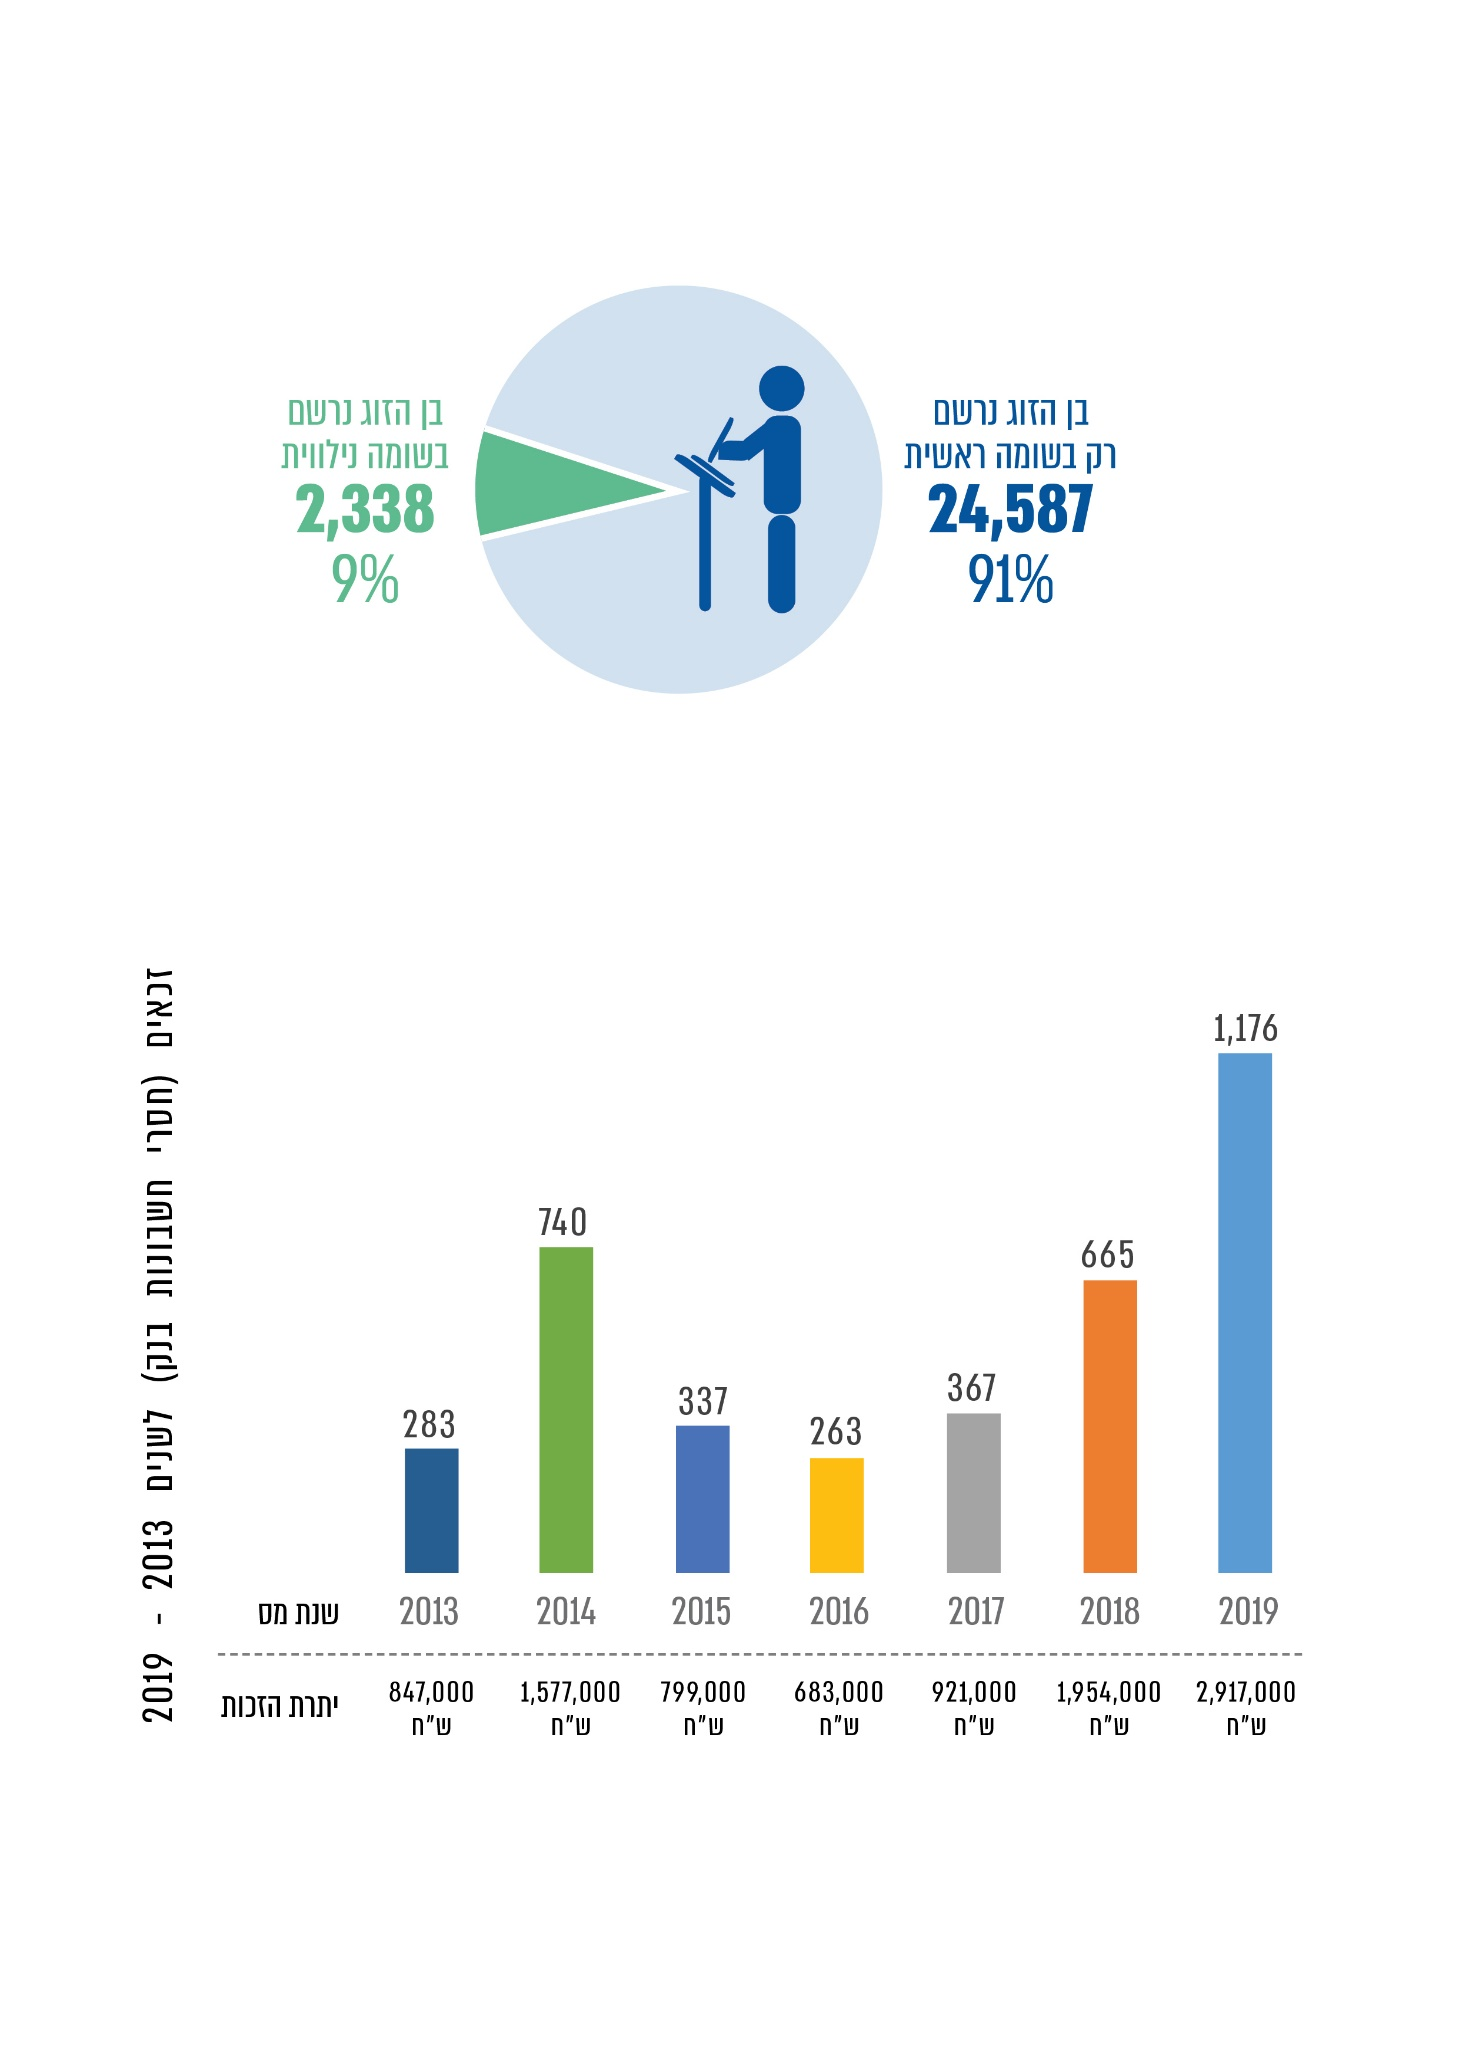 בן הזוג נרשם
רק בשומה ראשית
24,587
91%
בן הזוג נרשם
בשומה נילווית
2,338
9%
זכאים (חסרי חשבונות בנק) לשנים 2013 - 2019
283
740
337
263
367
665
1,176
שנת מס 2013 2014 2015 2016 2017 2018 2019
יתרת הזכות 847,000 1,577,000 799,000 683,000 921,000 1,954,000 2,917,000
ש"ח ש"ח ש"ח ש"ח ש"ח ש"ח ש"ח